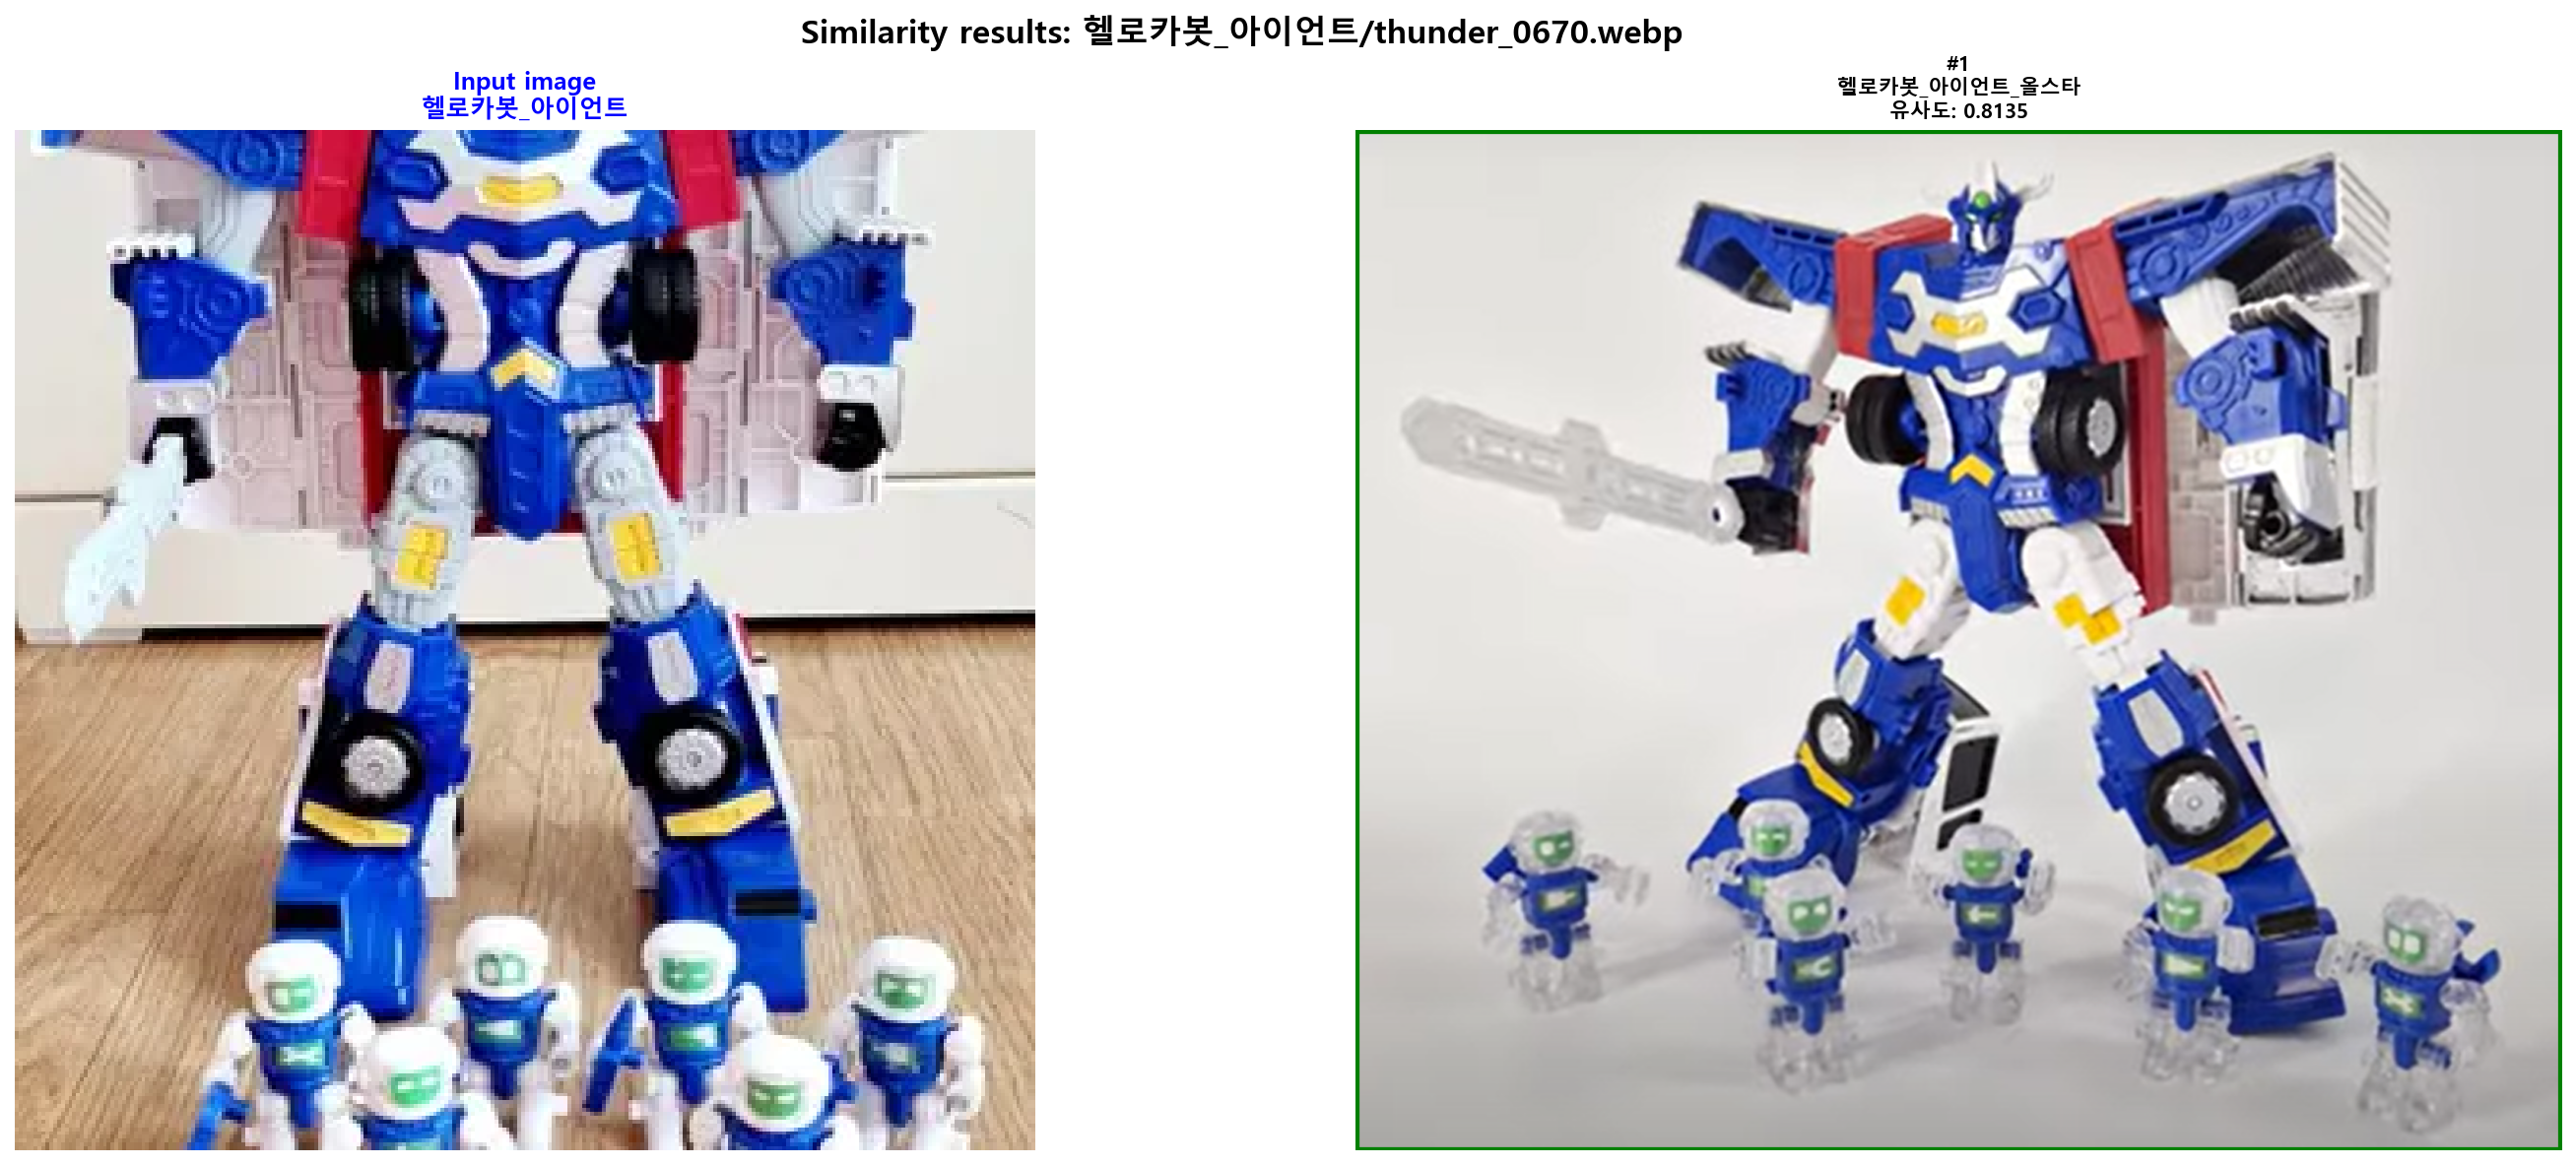 Similarity results: 헬로카봇_아이언트/thunder_0670.webp
Input image
헬로카봇_아이언트
#1
헬로카봇_아이언트_올스타
유사도: 0.8135